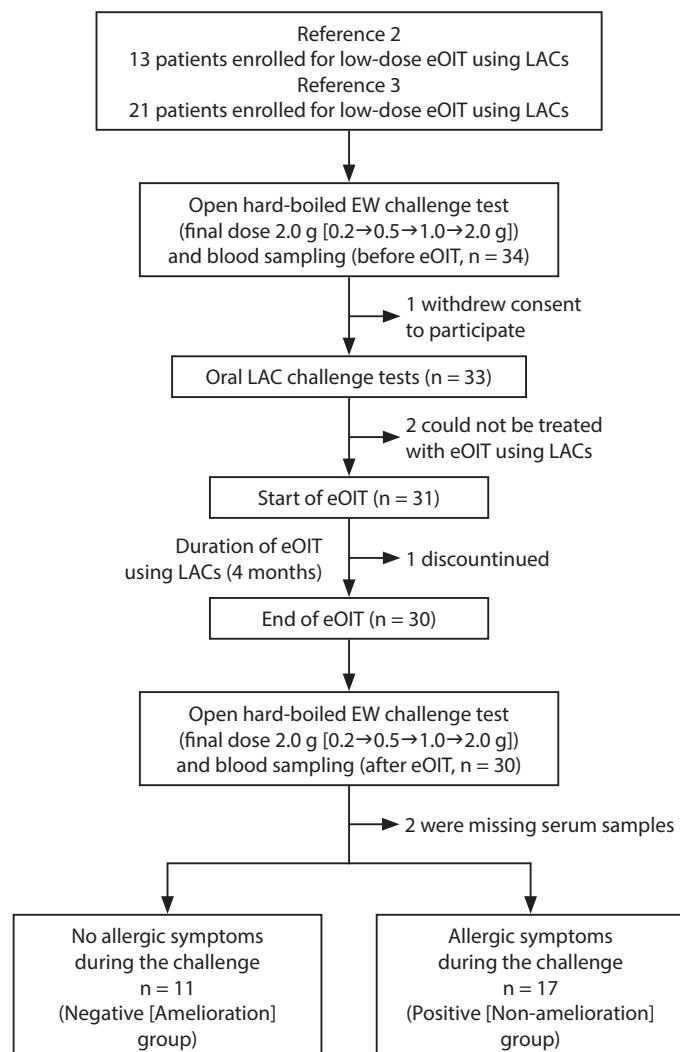 Reference 2
13 patients enrolled for low-dose eOIT using LACs
Reference 3
21 patients enrolled for low-dose eOIT using LACs
Open hard-boiled EW challenge test
(final dose 2.0 g [0.2→0.5→1.0→2.0 g])
and blood sampling (before eOIT, n = 34)
1 withdrew consent
to participate
Oral LAC challenge tests (n = 33)
2 could not be treated
with eOIT using LACs
Start of eOIT (n = 31)
Duration of eOIT
using LACs (4 months)
1 discountinued
End of eOIT (n = 30)
Open hard-boiled EW challenge test
(final dose 2.0 g [0.2→0.5→1.0→2.0 g])
and blood sampling (after eOIT, n = 30)
2 were missing serum samples
No allergic symptoms
during the challenge
n = 11
(Negative [Amelioration]
group)
Allergic symptoms
during the challenge
n = 17
(Positive [Non-amelioration]
group)